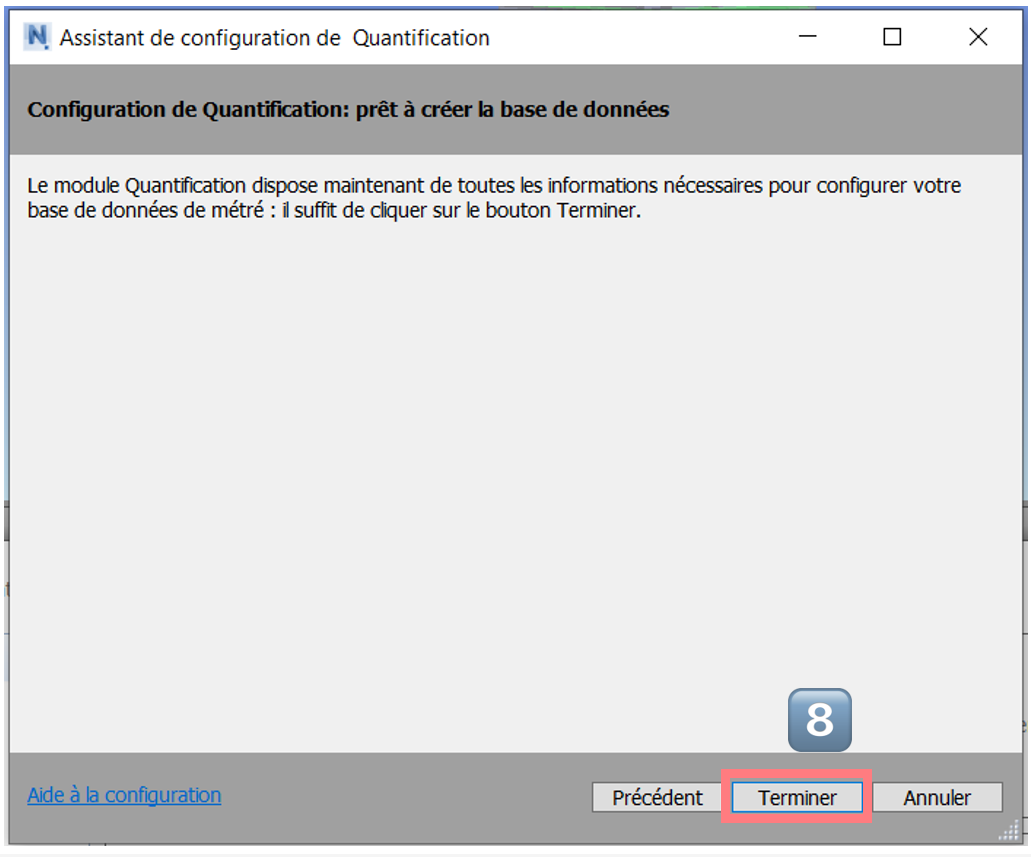 Assistant de configuration de  Quantification
Configuration de Quantification: prêt à créer la base de données
Le module Quantification dispose maintenant de toutes les informations nécessaires pour configurer votre
base de données de métré : il suffit de cliquer sur le bouton Terminer.
8
Aide à la configuration
Précédent
Terminer
Annuler